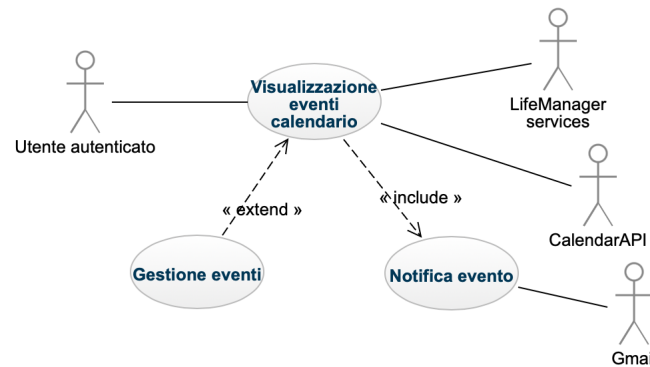 Visualizzazione
eventi
calendario
LifeManager
services
Utente autenticato
« include »
« extend »
CalendarAPI
Gestione eventi
Notifica evento